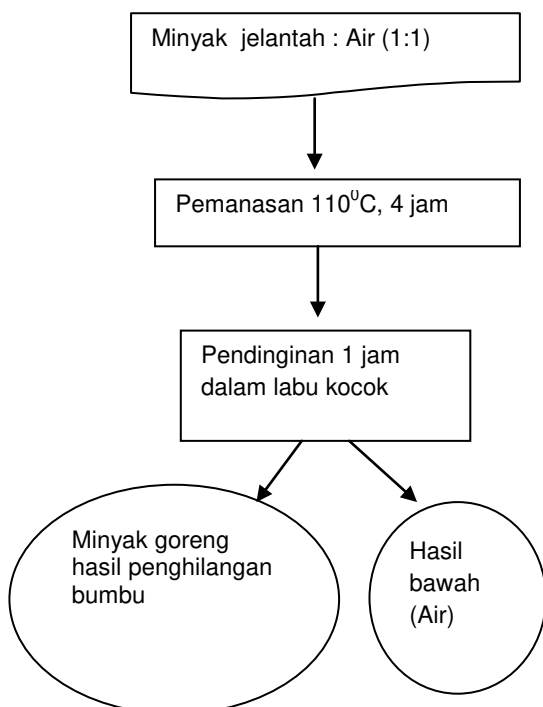 Minyak jelantah : Air (1:1)
Pemanasan 110⁰C, 4 jam
Pendinginan 1 jam
dalam labu kocok
Minyak goreng
hasil penghilangan
bumbu
Hasil
bawah
(Air)